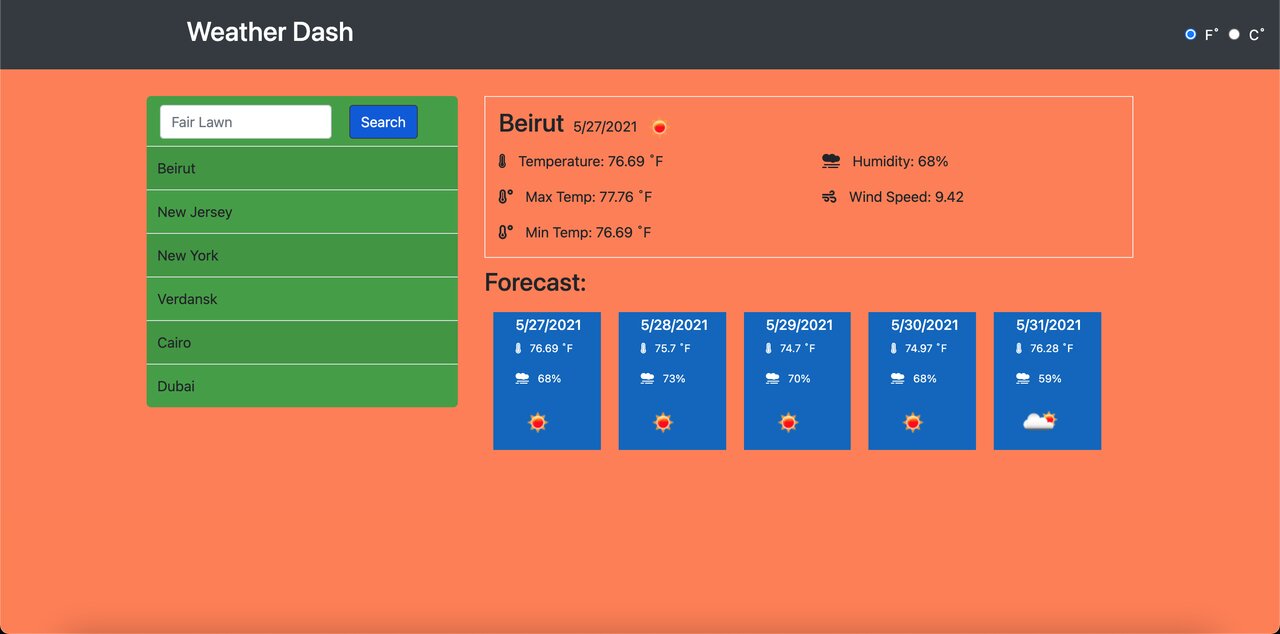 Weather Dash
F° C°
Fair Lawn Search
Beirut
New Jersey
New York
Verdansk
Cairo
Dubai
Beirut 5/27/2021
Temperature: 76.69 ˚F
Humidity: 68%
Max Temp: 77.76 ˚F
Wind Speed: 9.42
Min Temp: 76.69 ˚F
Forecast:
5/27/2021
76.69 ˚F
68%
5/28/2021
75.7 ˚F
73%
5/29/2021
74.7 ˚F
70%
5/30/2021
74.97 ˚F
68%
5/31/2021
76.28 ˚F
59%